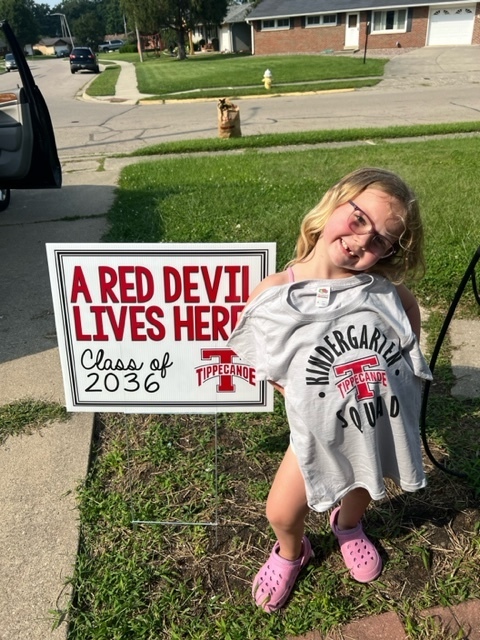 A RED DEVIL
LIVES HERE
Class of
2036
TIPPECANOE
KINDERGARTEN
TIPPECANOE
SQUAD